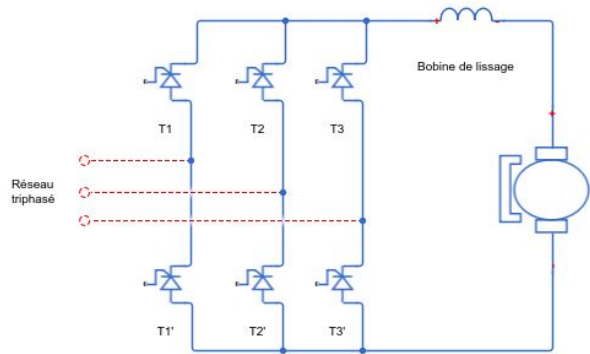 Bobine de lissage
T1
T2
T3
Réseau
triphasé
T1'
T2'
T3'